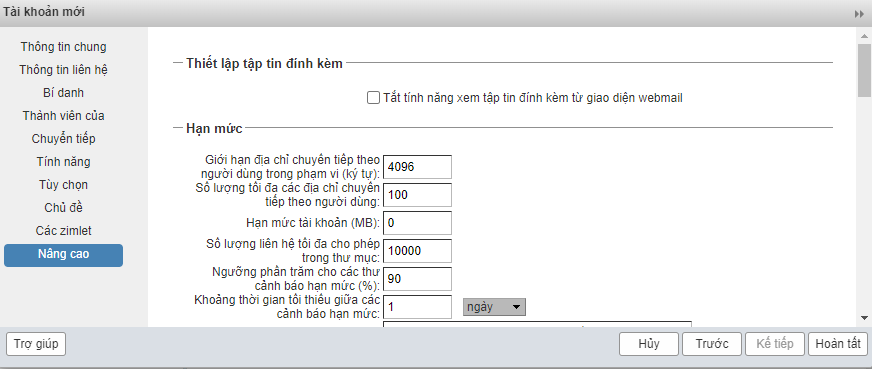 Tài khoản mới
Thông tin chung
Thông tin liên hệ
Bí danh
Thành viên của
Chuyển tiếp
Tính năng
Tùy chọn
Chủ đề
Các zimlet
Nâng cao
Thiết lập tập tin đính kèm
Tắt tính năng xem tập tin đính kèm từ giao diện webmail
Hạn mức
Giới hạn địa chỉ chuyển tiếp theo
người dùng trong phạm vi (ký tự): 4096
Số lượng tối đa các địa chỉ chuyển
tiếp theo người dùng: 100
Hạn mức tài khoản (MB): 0
Số lượng liên hệ tối đa cho phép
trong thư mục: 10000
Ngưỡng phần trăm cho các thư
cảnh báo hạn mức (%): 90
Khoảng thời gian tối thiểu giữa các
cảnh báo hạn mức: 1 ngày
Trợ giúp
Hủy
Trước
Kế tiếp
Hoàn tất